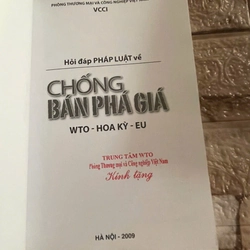 PHÒNG THƯƠNG MẠI VÀ CÔNG NGHIỆP VIỆT
VCCI
Hỏi đáp PHÁP LUẬT về
CHỐNG
BÁN PHÁ GIÁ
WTO - HOA KỲ - EU
TRUNG TÂM WTO
Phòng Thương mại và Công nghiệp Việt Nam
Kính tặng
HÀ NỘI - 2009